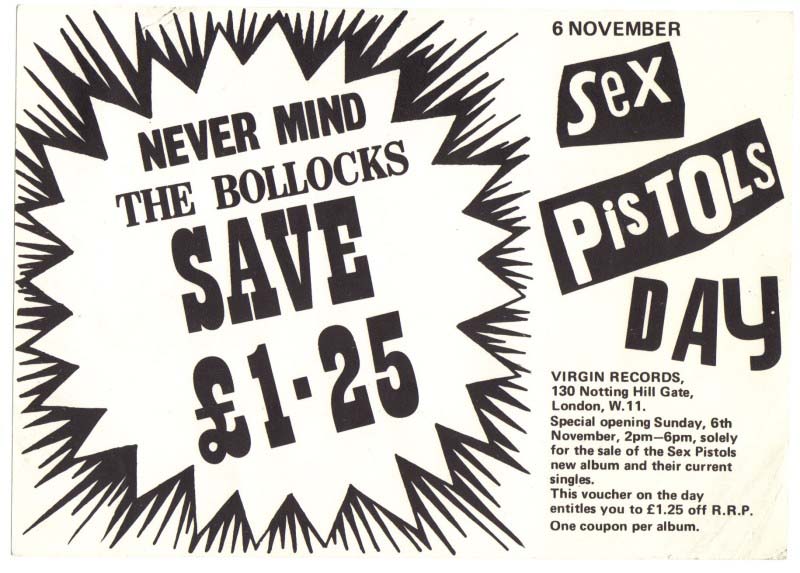 NEVER MIND
THE BOLLOCKS
SAVE
£1·25
6 NOVEMBER
Sex
PiSTOLS
DAY
VIRGIN RECORDS,
130 Notting Hill Gate,
London, W.11.
Special opening Sunday, 6th
November, 2pm—6pm, solely
for the sale of the Sex Pistols
new album and their current
singles.
This voucher on the day
entitles you to £1.25 off R.R.P.
One coupon per album.